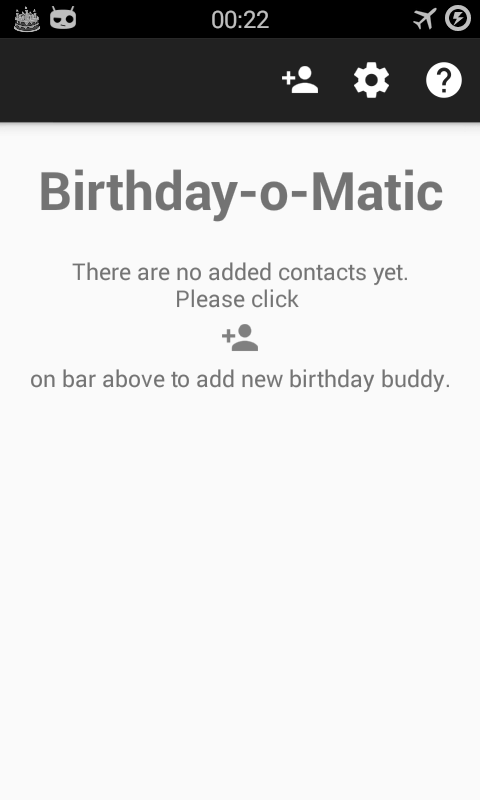 00:22
Birthday-o-Matic
There are no added contacts yet.
Please click
on bar above to add new birthday buddy.